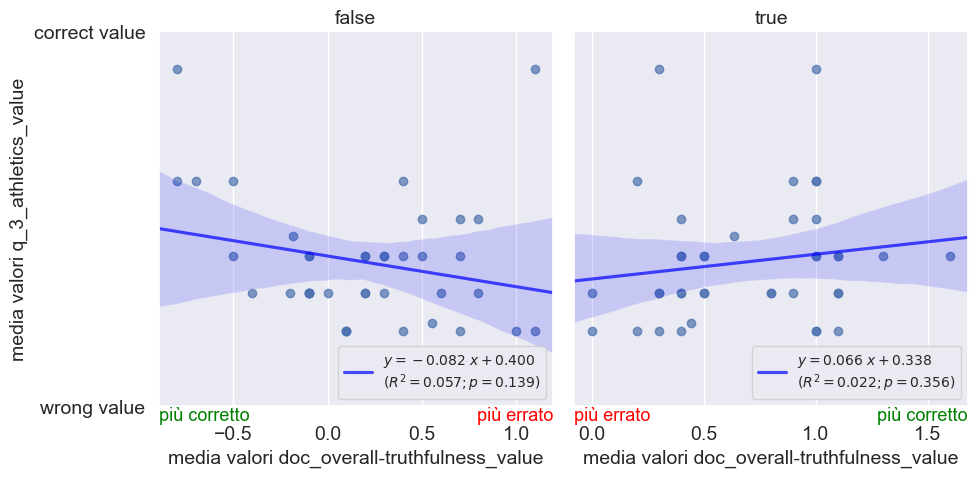 false
true
correct value
wrong value
media valori q_3_athletics_value
y = −0.082 x + 0.400
(R² = 0.057; p = 0.139)
y = 0.066 x + 0.338
(R² = 0.022; p = 0.356)
più corretto
più errato
più errato
più corretto
−0.5
0.0
0.5
1.0
0.0
0.5
1.0
1.5
media valori doc_overall-truthfulness_value
media valori doc_overall-truthfulness_value